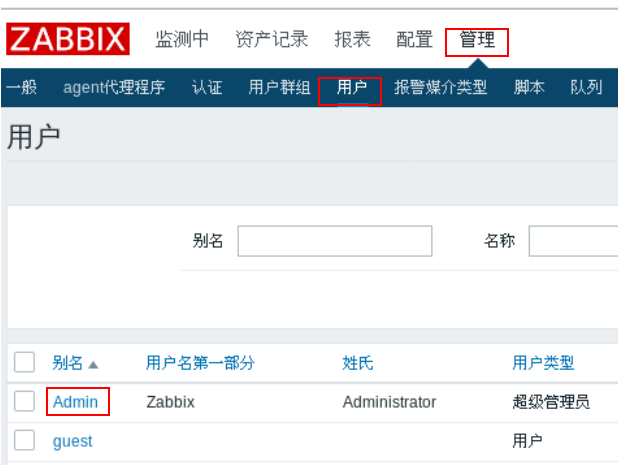 ZABBIX 监测中 资产记录 报表 配置 管理
一般 agent代理程序 认证 用户群组 用户 报警媒介类型 脚本 队列
用户
别名 名称
别名 用户名第一部分 姓氏 用户类型
Admin Zabbix Administrator 超级管理员
guest 用户